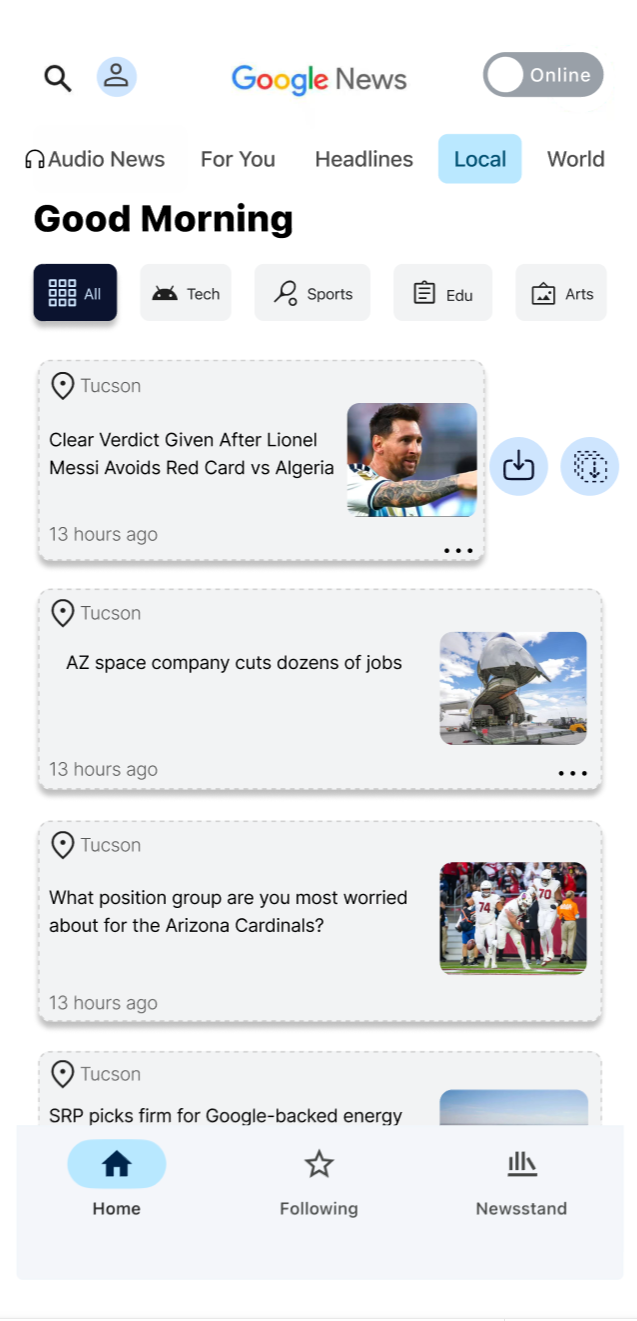 Google News
Online
Audio News For You Headlines Local World
Good Morning
All Tech Sports Edu Arts
Tucson
Clear Verdict Given After Lionel
Messi Avoids Red Card vs Algeria
13 hours ago
Tucson
AZ space company cuts dozens of jobs
13 hours ago
Tucson
What position group are you most worried
about for the Arizona Cardinals?
74
70
13 hours ago
Tucson
SRP picks firm for Google-backed energy
Home Following Newsstand